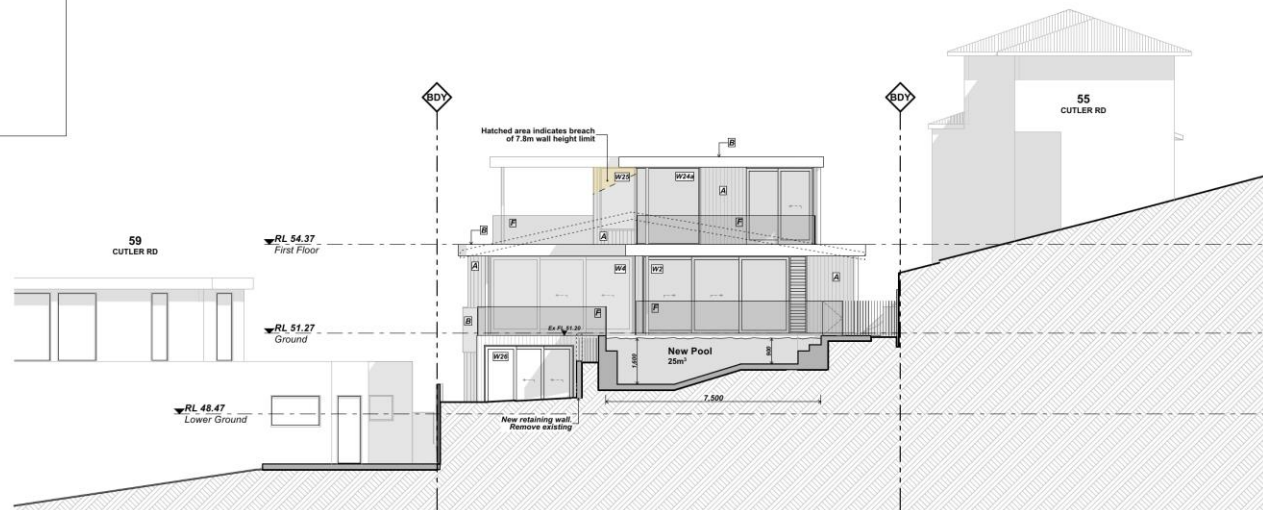 BDY
BDY
55
CUTLER RD
Hatched area indicates breach
of 7.8m wall height limit
B
W25
W24a
A
F
F
A
B
59
CUTLER RD
RL 54.37
First Floor
A
W4
W2
A
F
F
B
RL 51.27
Ground
Ex FL 51.20
W26
New Pool
25m²
1,600
900
7,500
RL 48.47
Lower Ground
New retaining wall.
Remove existing